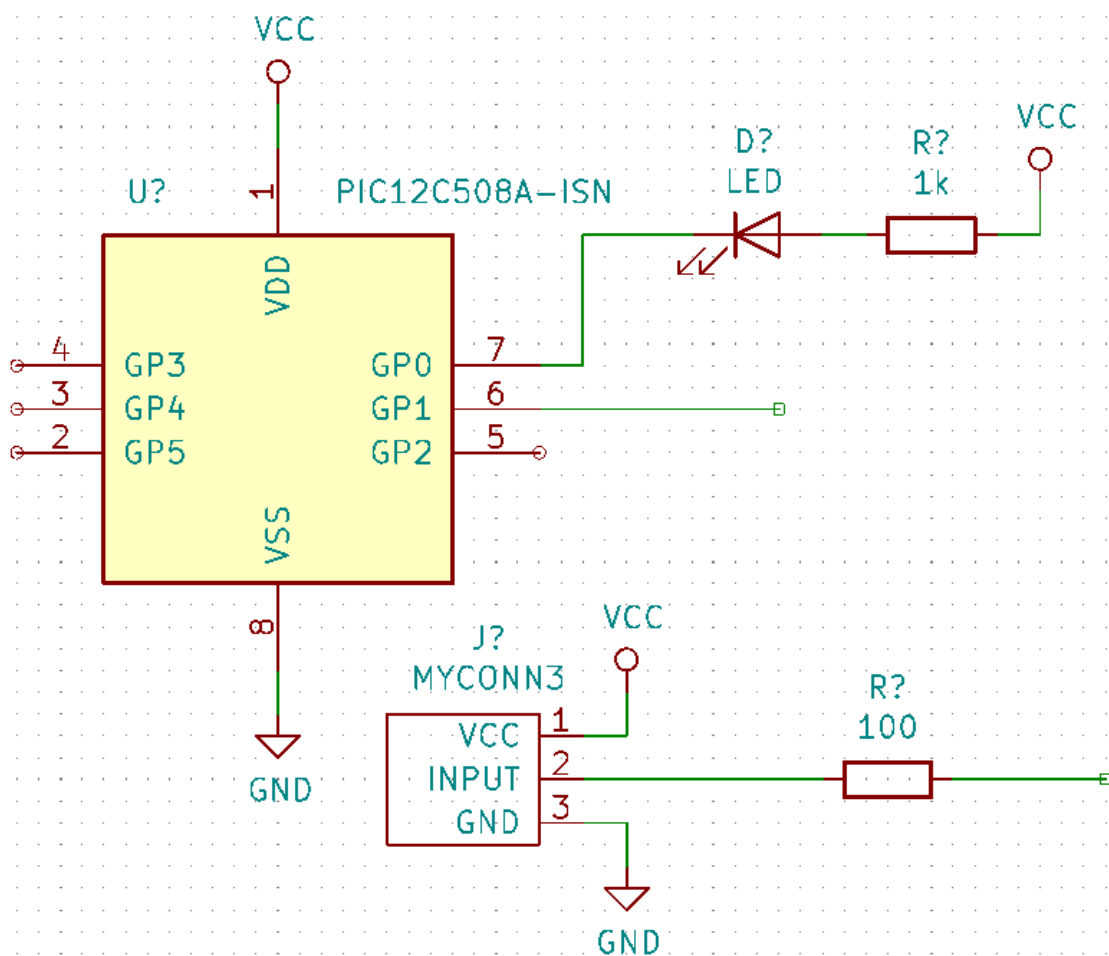 VCC
U?
PIC12C508A-ISN
1
VDD
D?
LED
R?
1k
VCC
4
GP3
GP0
7
3
GP4
GP1
6
2
GP5
GP2
5
VSS
8
GND
J?
MYCONN3
VCC
VCC
1
INPUT
2
GND
3
GND
R?
100